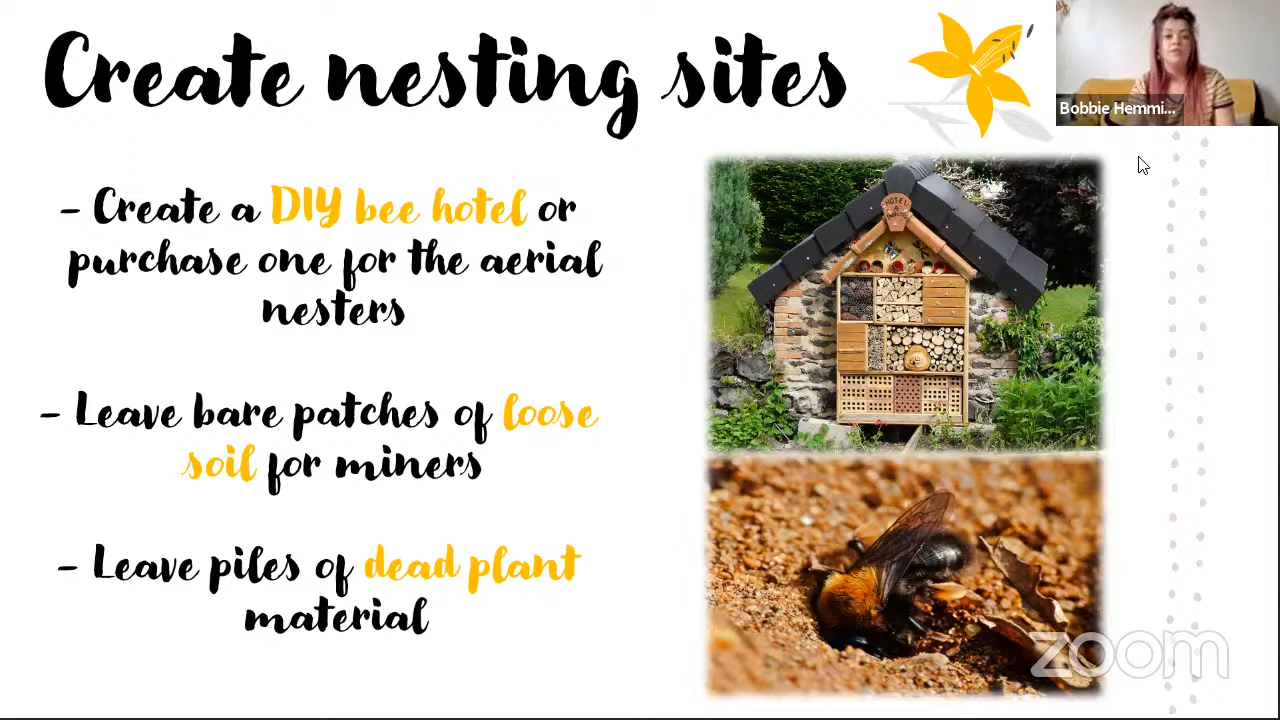 Create nesting sites
Bobbie Hemmi...
- Create a DIY bee hotel or
purchase one for the aerial
nesters
HOTEL
- Leave bare patches of loose
soil for miners
- Leave piles of dead plant
material
zoom